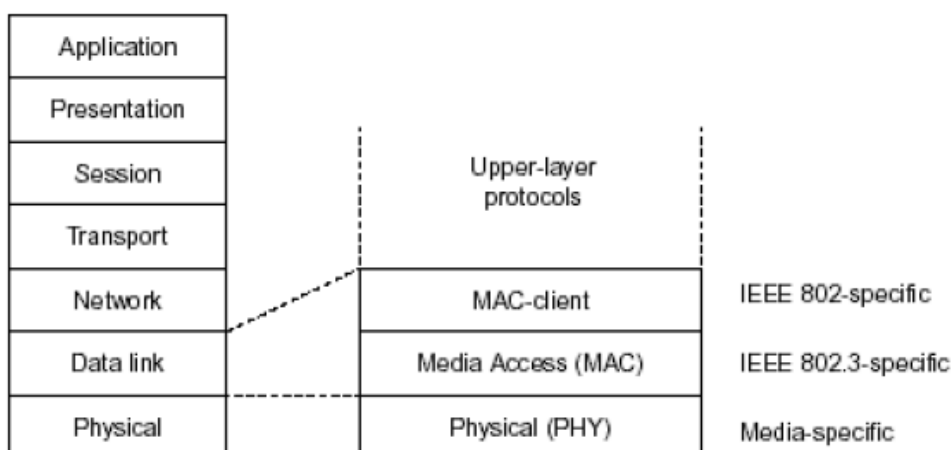 Application
Presentation
Session
Transport
Network
Data link
Physical
Upper-layer
protocols
MAC-client
Media Access (MAC)
Physical (PHY)
IEEE 802-specific
IEEE 802.3-specific
Media-specific